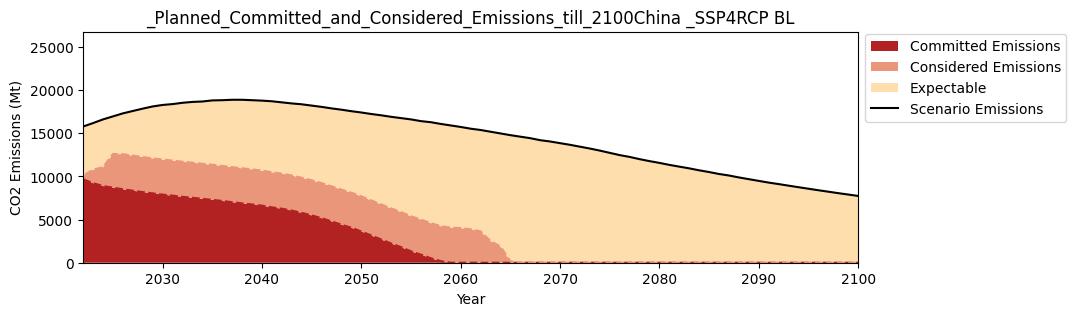 _Planned_Committed_and_Considered_Emissions_till_2100China _SSP4RCP BL
CO2 Emissions (Mt)
25000
20000
15000
10000
5000
0
2030 2040 2050 2060 2070 2080 2090 2100
Year
Committed Emissions
Considered Emissions
Expectable
Scenario Emissions